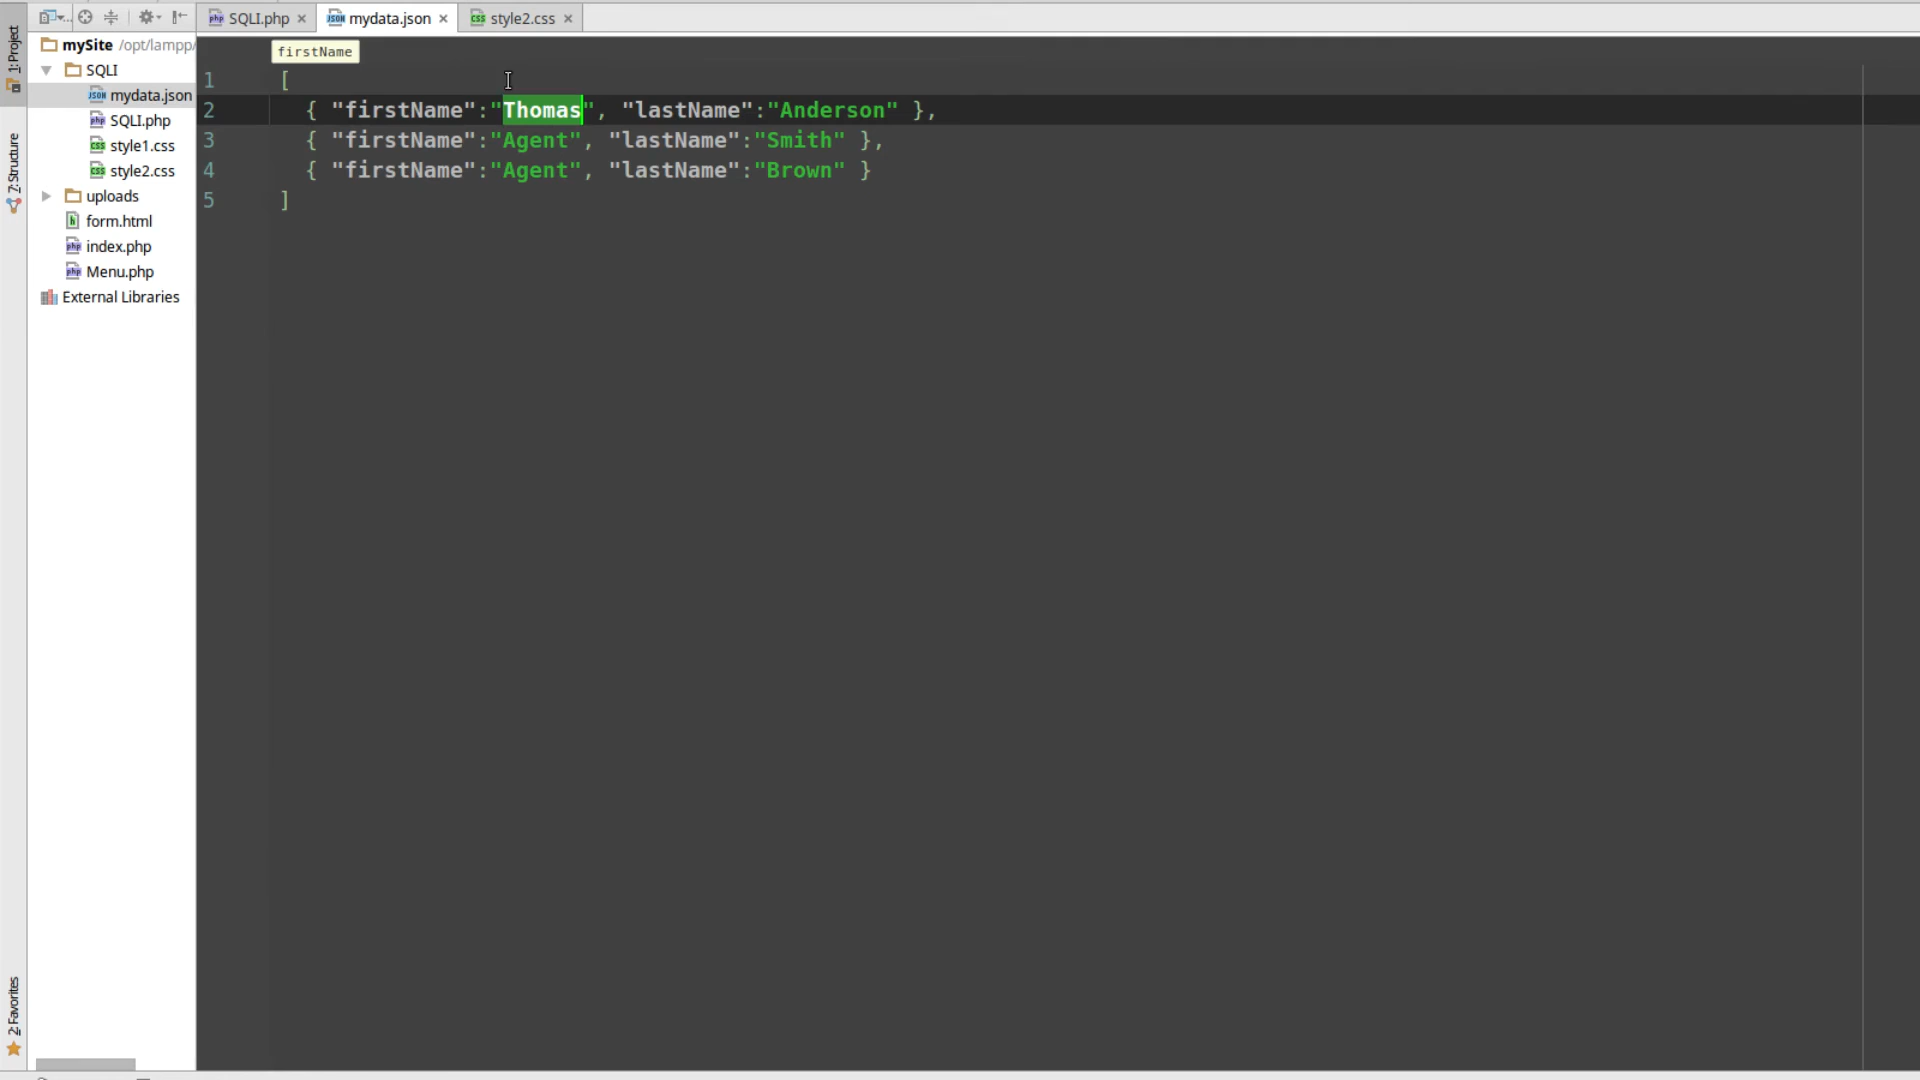 SQLI.php
mydata.json
style2.css
1: Project
7: Structure
2: Favorites
mySite /opt/lampp/
SQLI
mydata.json
SQLI.php
style1.css
style2.css
uploads
form.html
index.php
Menu.php
External Libraries
firstName
1 [
2 { "firstName":"Thomas", "lastName":"Anderson" },
3 { "firstName":"Agent", "lastName":"Smith" },
4 { "firstName":"Agent", "lastName":"Brown" }
5 ]